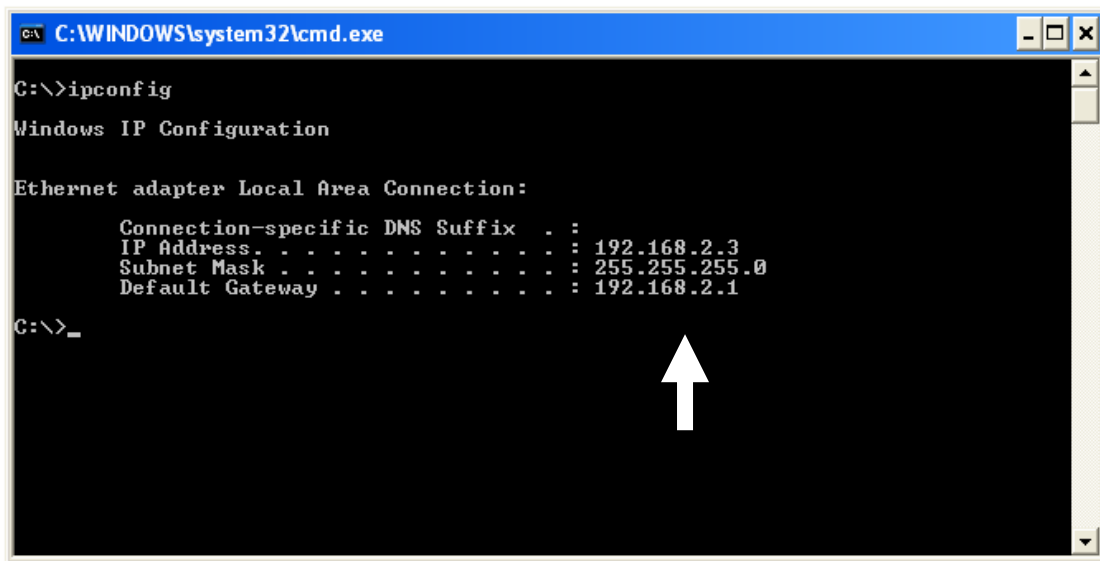 C:\WINDOWS\system32\cmd.exe
C:\>ipconfig
Windows IP Configuration
Ethernet adapter Local Area Connection:
Connection-specific DNS Suffix  . :
IP Address. . . . . . . . . . . . : 192.168.2.3
Subnet Mask . . . . . . . . . . . : 255.255.255.0
Default Gateway . . . . . . . . . : 192.168.2.1
C:\>_